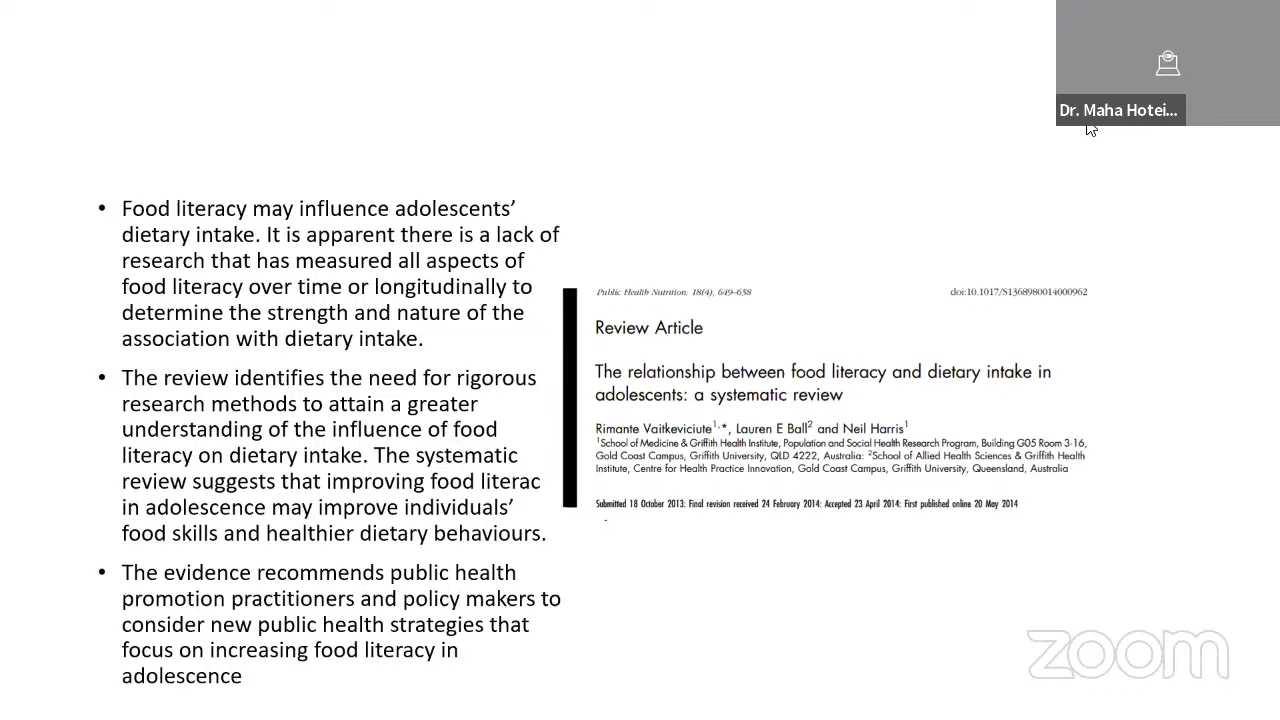 Dr. Maha Hotei...
• Food literacy may influence adolescents’
dietary intake. It is apparent there is a lack of
research that has measured all aspects of
food literacy over time or longitudinally to
determine the strength and nature of the
association with dietary intake.
• The review identifies the need for rigorous
research methods to attain a greater
understanding of the influence of food
literacy on dietary intake. The systematic
review suggests that improving food literac
in adolescence may improve individuals’
food skills and healthier dietary behaviours.
• The evidence recommends public health
promotion practitioners and policy makers to
consider new public health strategies that
focus on increasing food literacy in
adolescence
Public Health Nutrition: 18(4), 649–658 doi:10.1017/S1368980014000962
Review Article
The relationship between food literacy and dietary intake in
adolescents: a systematic review
Rimante Vaitkeviciute1,*, Lauren E Ball2 and Neil Harris1
1School of Medicine & Griffith Health Institute, Population and Social Health Research Program, Building G05 Room 3·16,
Gold Coast Campus, Griffith University, QLD 4222, Australia: 2School of Allied Health Sciences & Griffith Health
Institute, Centre for Health Practice Innovation, Gold Coast Campus, Griffith University, Queensland, Australia
Submitted 18 October 2013: Final revision received 24 February 2014: Accepted 23 April 2014: First published online 20 May 2014
zoom